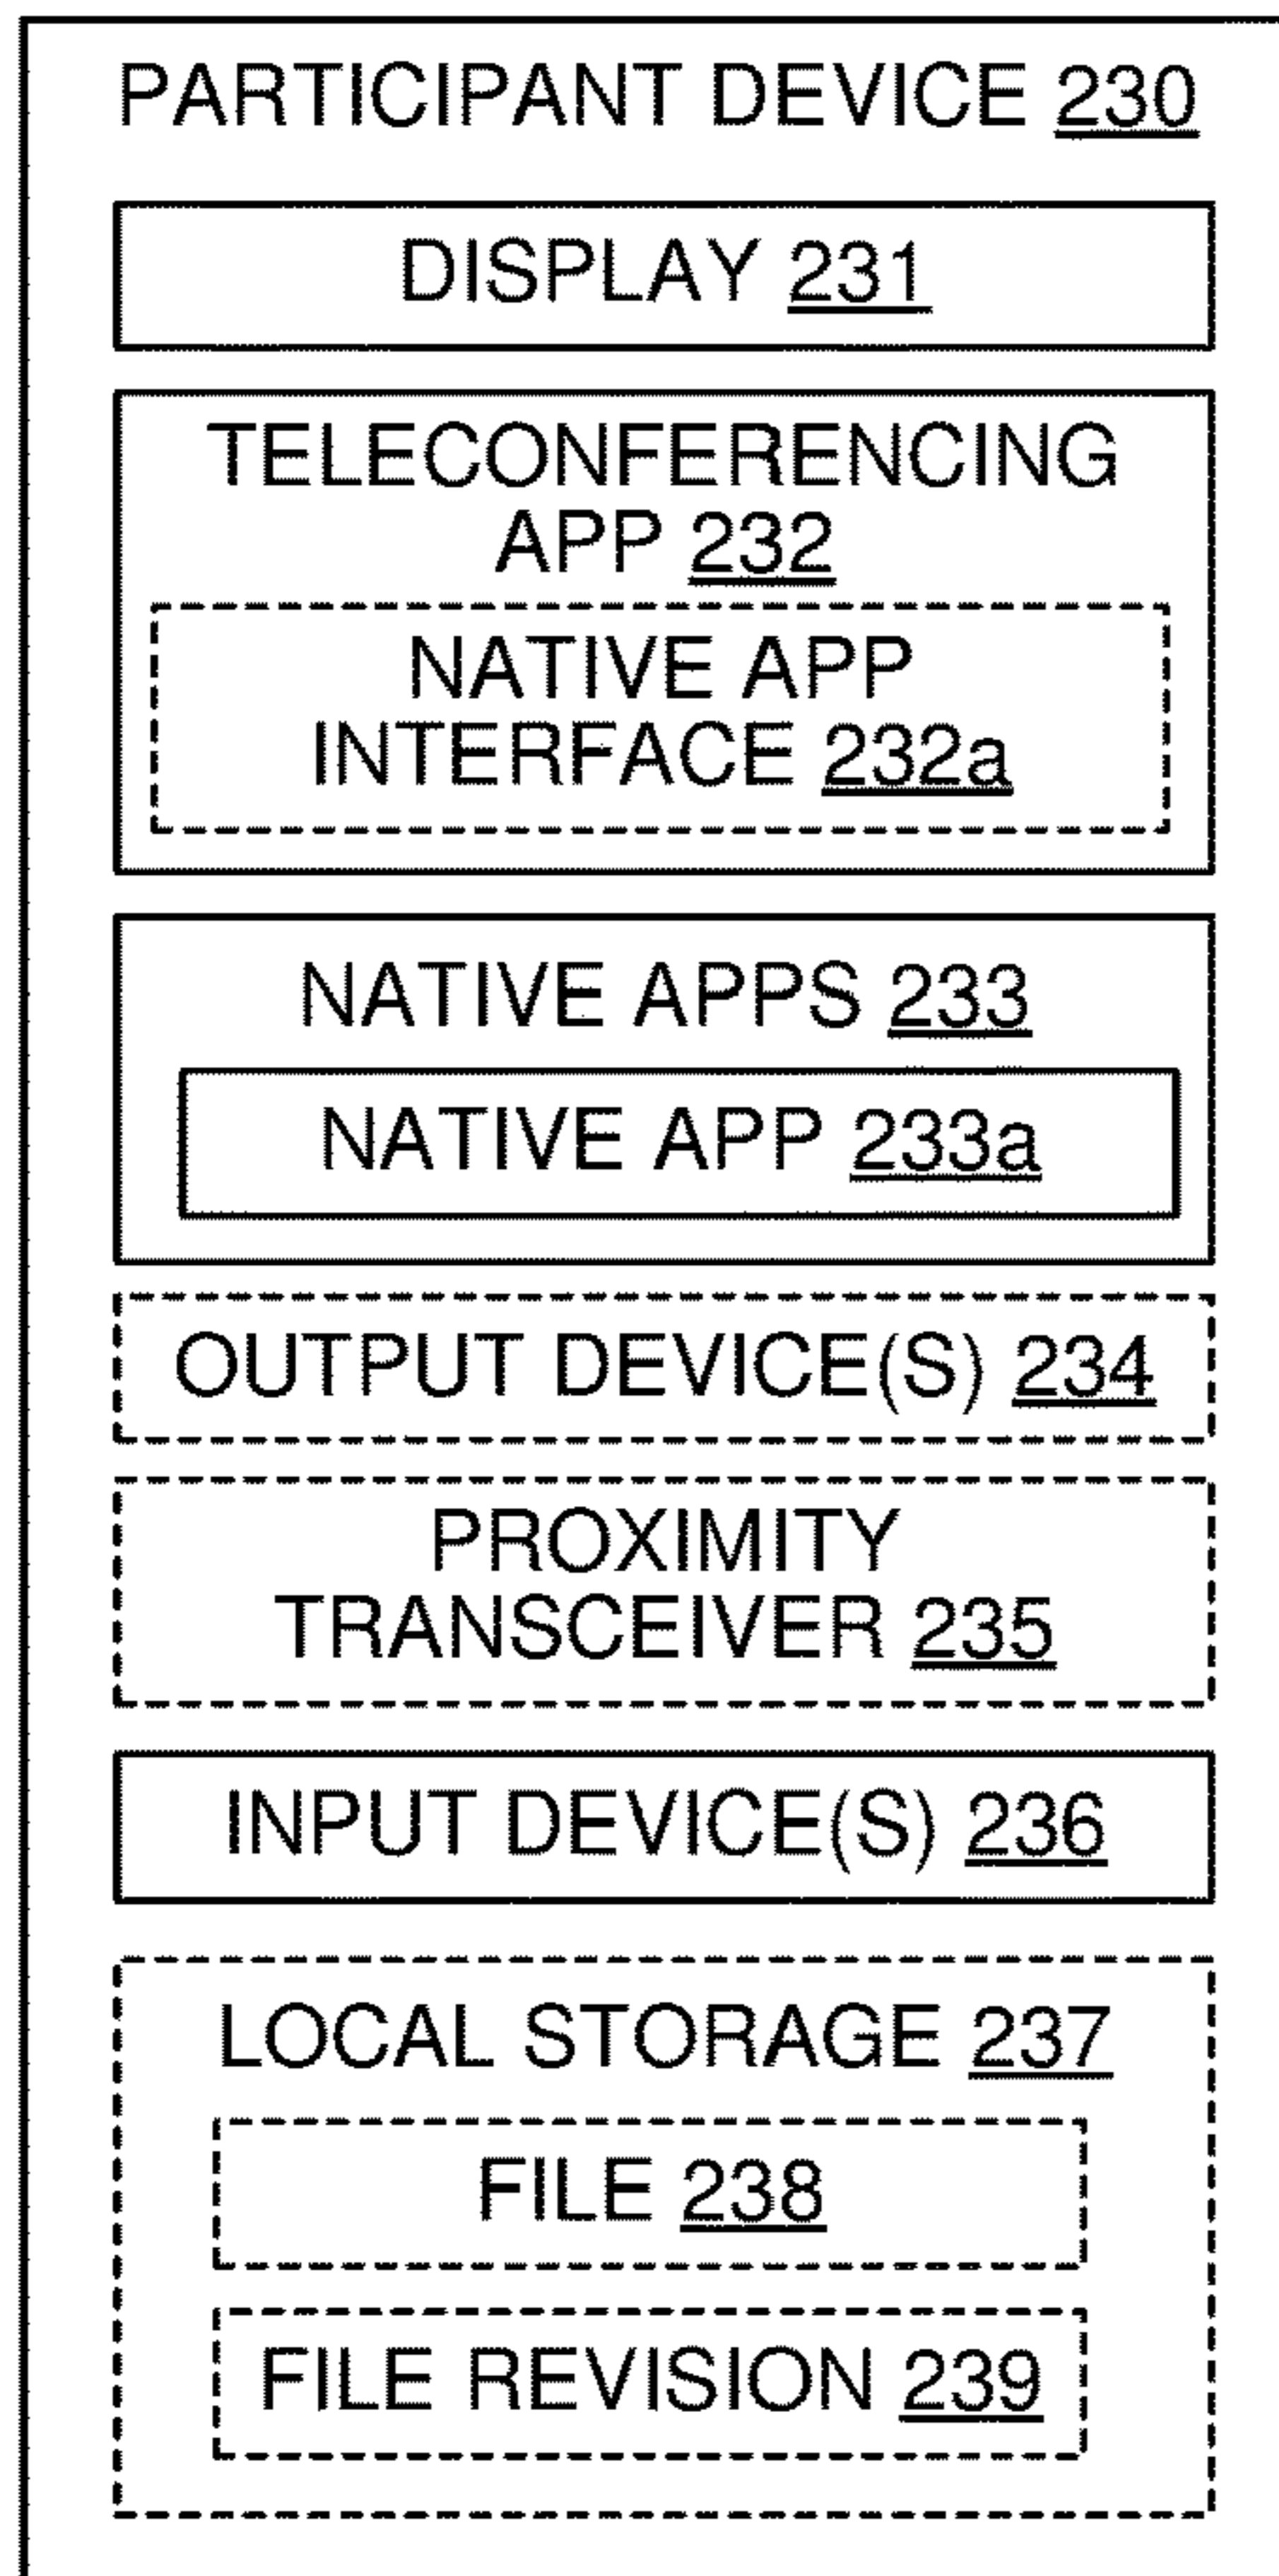 PARTICIPANT DEVICE 230
DISPLAY 231
TELECONFERENCING
APP 232
NATIVE APP
INTERFACE 232a
NATIVE APPS 233
NATIVE APP 233a
OUTPUT DEVICE(S) 234
PROXIMITY
TRANSCEIVER 235
INPUT DEVICE(S) 236
LOCAL STORAGE 237
FILE 238
FILE REVISION 239